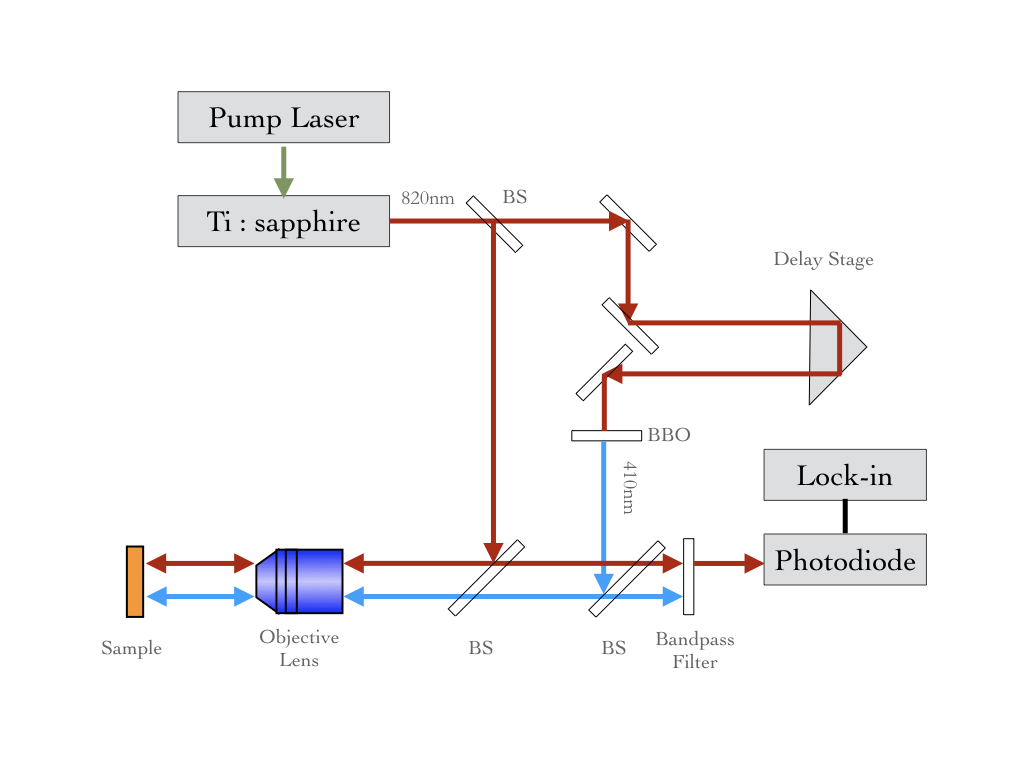 Pump Laser
Ti : sapphire
820nm
BS
Delay Stage
BBO
410nm
Lock-in
Photodiode
Sample
Objective
Lens
BS
BS
Bandpass
Filter